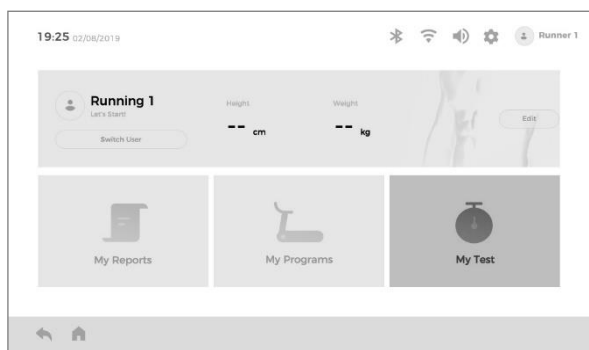 19:25 02/08/2019
Runner 1
Running 1
Let's Start!
Switch User
Height
-- cm
Weight
-- kg
Edit
My Reports
My Programs
My Test